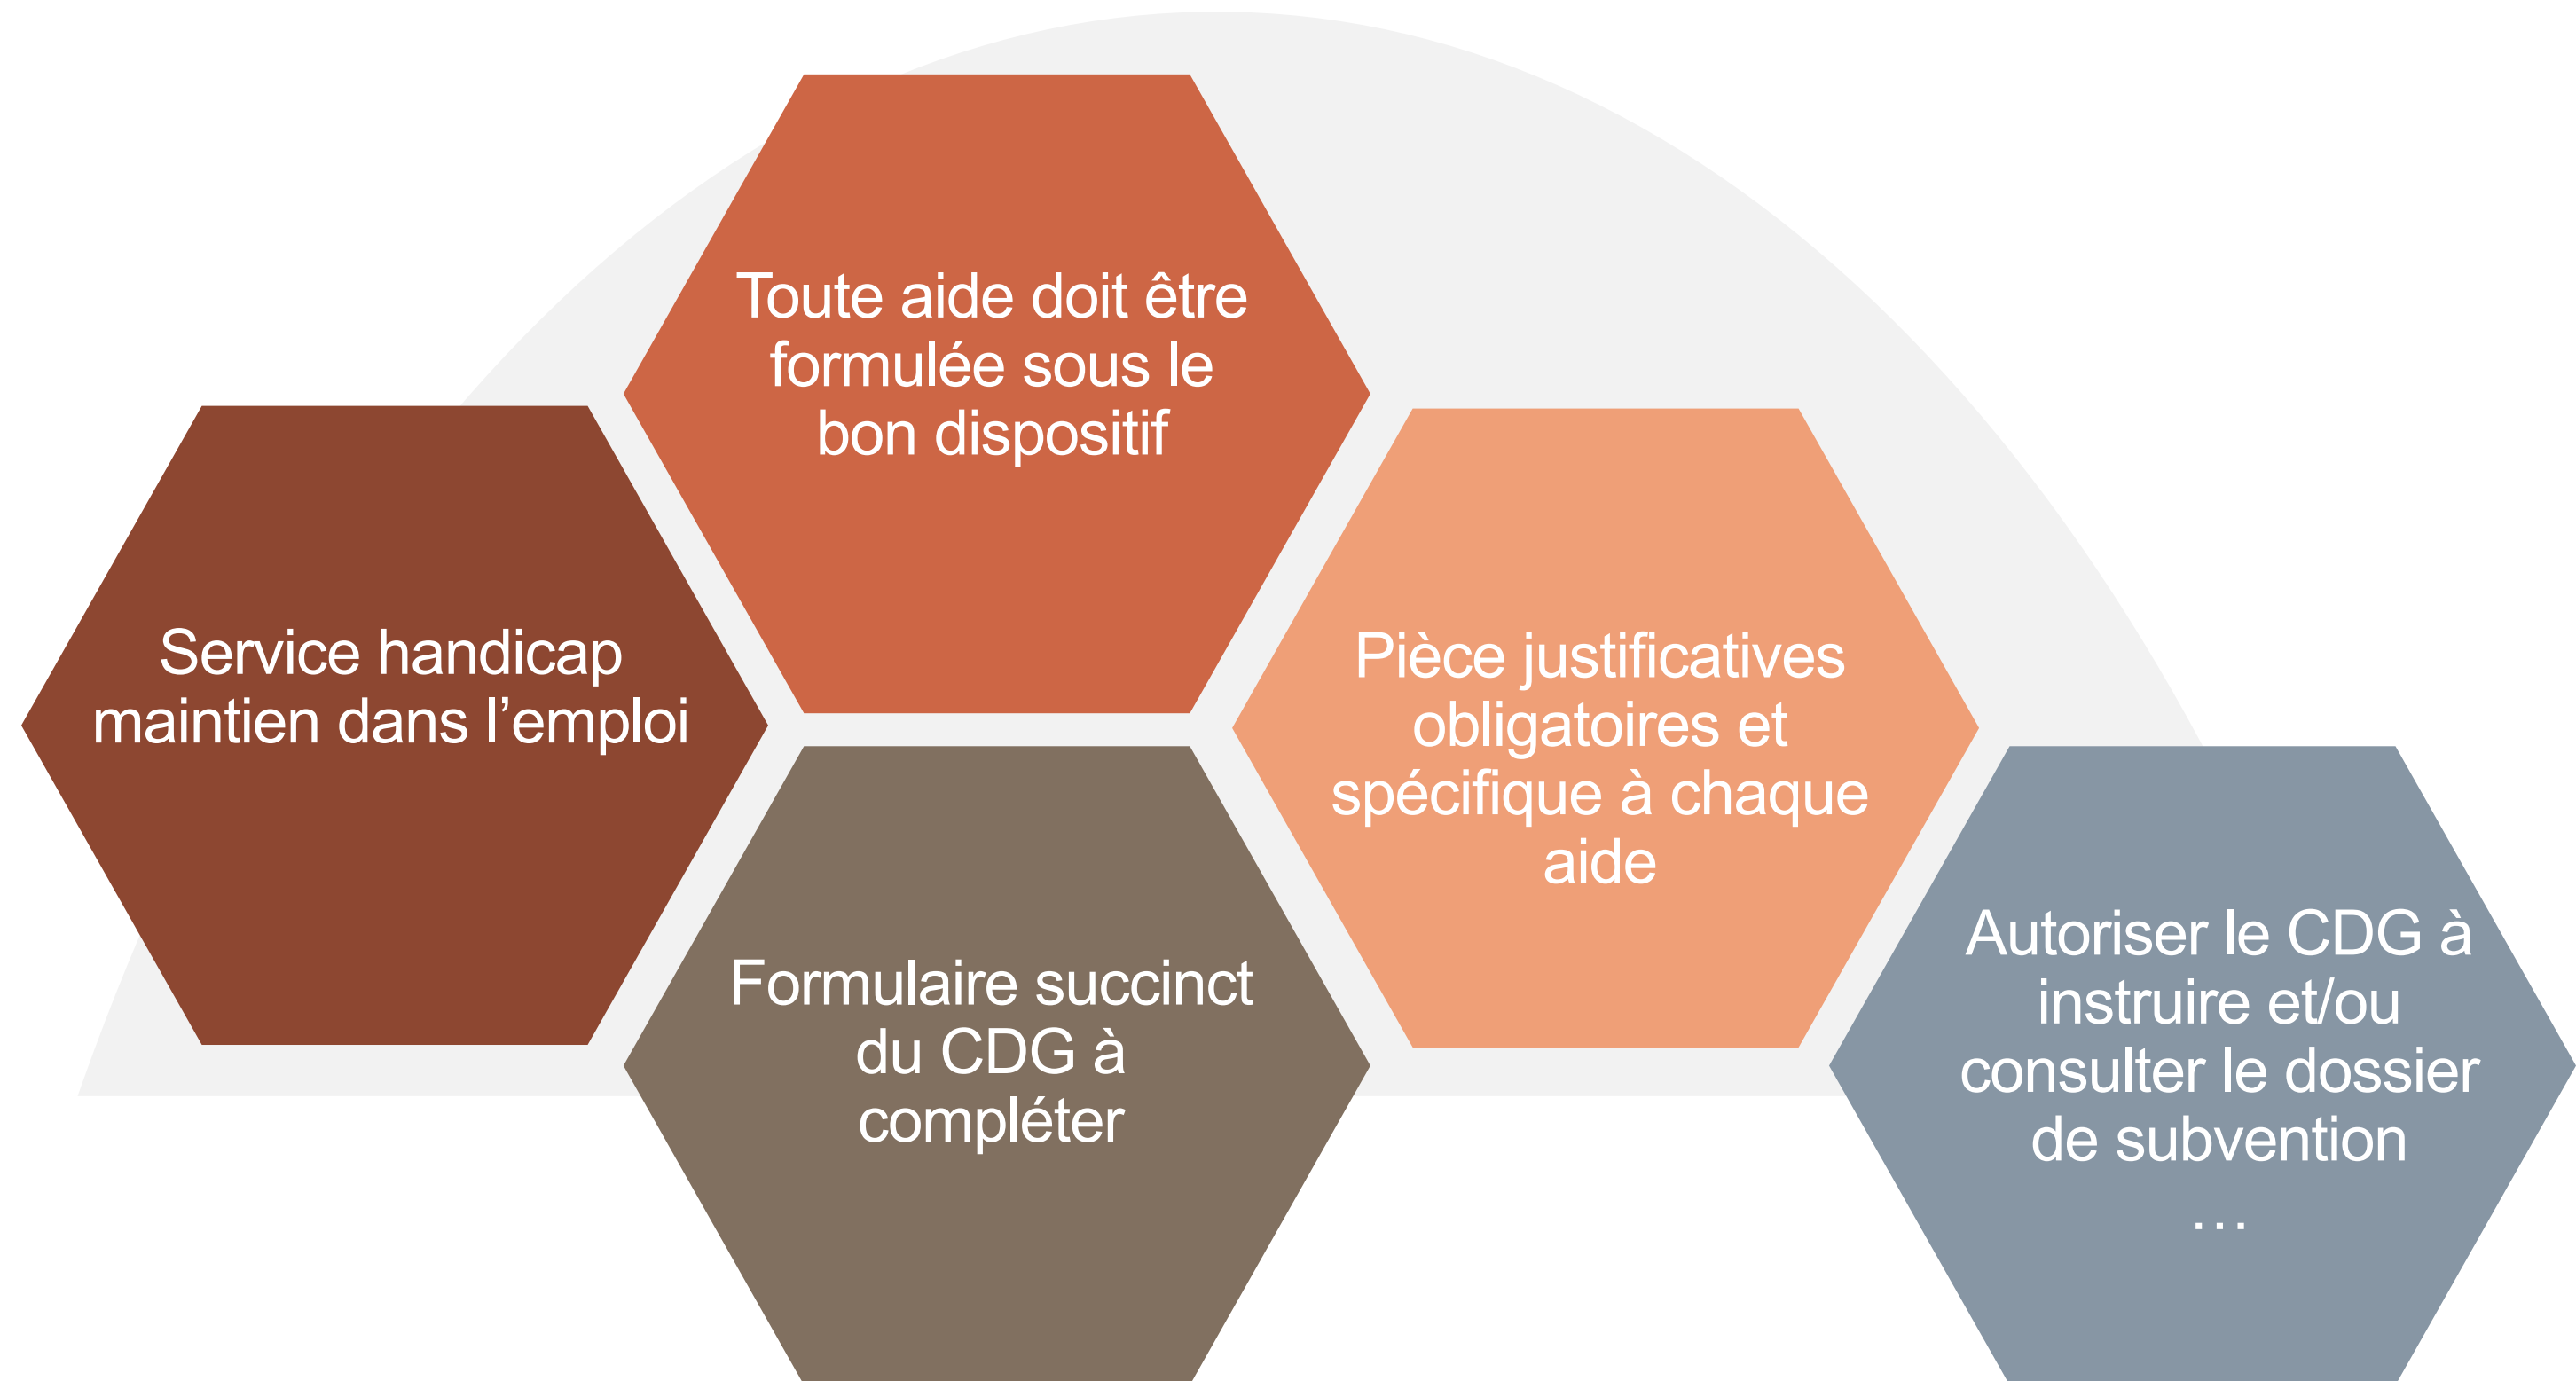 Toute aide doit être
formulée sous le
bon dispositif
Service handicap
maintien dans l’emploi
Pièce justificatives
obligatoires et
spécifique à chaque
aide
Formulaire succinct
du CDG à
compléter
Autoriser le CDG à
instruire et/ou
consulter le dossier
de subvention
…